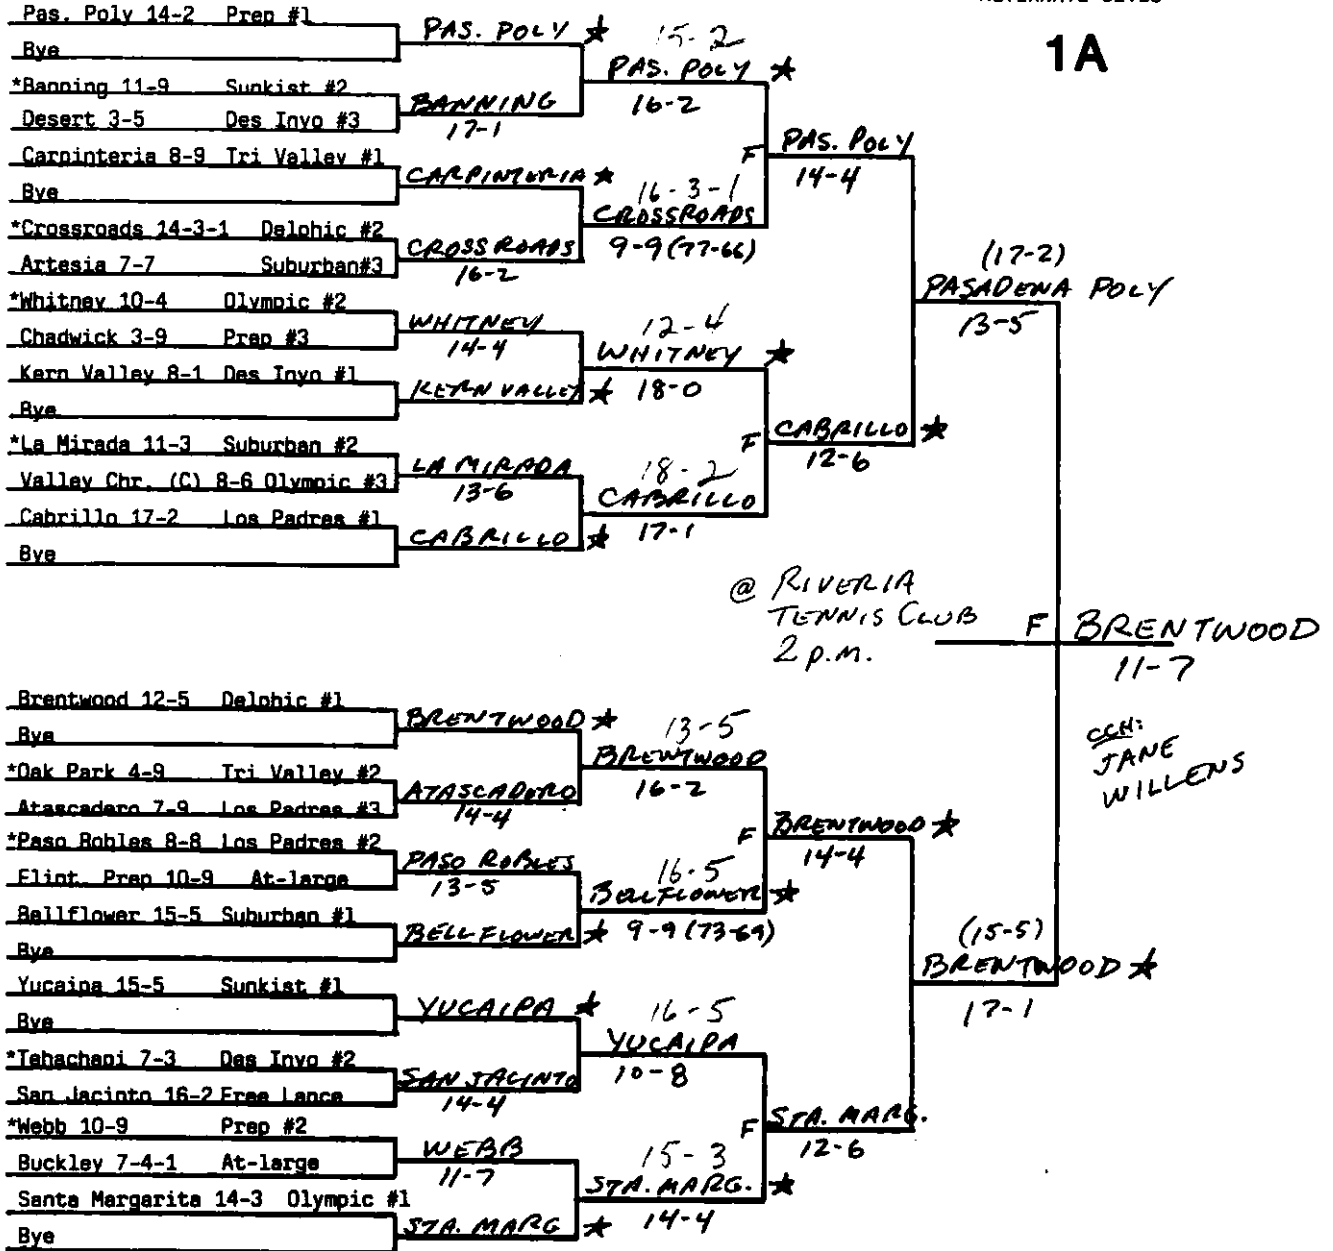 1A
Pas. Poly 14-2 Prep #1
Bye
*Banning 11-9 Sunkist #2
Desert 3-5 Des Inyo #3
Carpinteria 8-9 Tri Valley #1
Bye
*Crossroads 14-3-1 Delphic #2
Artesia 7-7 Suburban#3
*Whitney 10-4 Olympic #2
Chadwick 3-9 Prep #3
Kern Valley 8-1 Des Inyo #1
Bye
*La Mirada 11-3 Suburban #2
Valley Chr. (C) 8-6 Olympic #3
Cabrillo 17-2 Los Padres #1
Bye
PAS. POLY ★
BANNING
17-1
CARPINTERIA ★
CROSSROADS
16-2
WHITNEY
14-4
KERN VALLEY ★
LA MIRADA
13-6
CABRILLO ★
15-2
PAS. POLY ★
16-2
16-3-1
CROSSROADS
9-9 (77-66)
12-4
WHITNEY ★
18-0
18-2
CABRILLO
17-1
F PAS. POLY
14-4
F CABRILLO ★
12-6
(17-2)
PASADENA POLY
13-5
@ RIVERIA
TENNIS CLUB
2 p.m.
F BRENTWOOD
11-7
CCH:
JANE
WILLENS
Brentwood 12-5 Delphic #1
Bye
*Oak Park 4-9 Tri Valley #2
Atascadero 7-9 Los Padres #3
*Paso Robles 8-8 Los Padres #2
Flint. Prep 10-9 At-large
Bellflower 15-5 Suburban #1
Bye
Yucaipa 15-5 Sunkist #1
Bye
*Tehachapi 7-3 Des Inyo #2
San Jacinto 16-2 Free Lance
*Webb 10-9 Prep #2
Buckley 7-4-1 At-large
Santa Margarita 14-3 Olympic #1
Bye
BRENTWOOD ★
ATASCADERO
14-4
PASO ROBLES
13-5
BELLFLOWER ★
YUCAIPA ★
SAN JACINTO
14-4
WEBB
11-7
STA. MARG ★
13-5
BRENTWOOD
16-2
16-5
BELLFLOWER ★
9-9 (73-69)
16-5
YUCAIPA
10-8
15-3
STA. MARG. ★
14-4
F BRENTWOOD ★
14-4
F STA. MARG.
12-6
(15-5)
BRENTWOOD ★
17-1